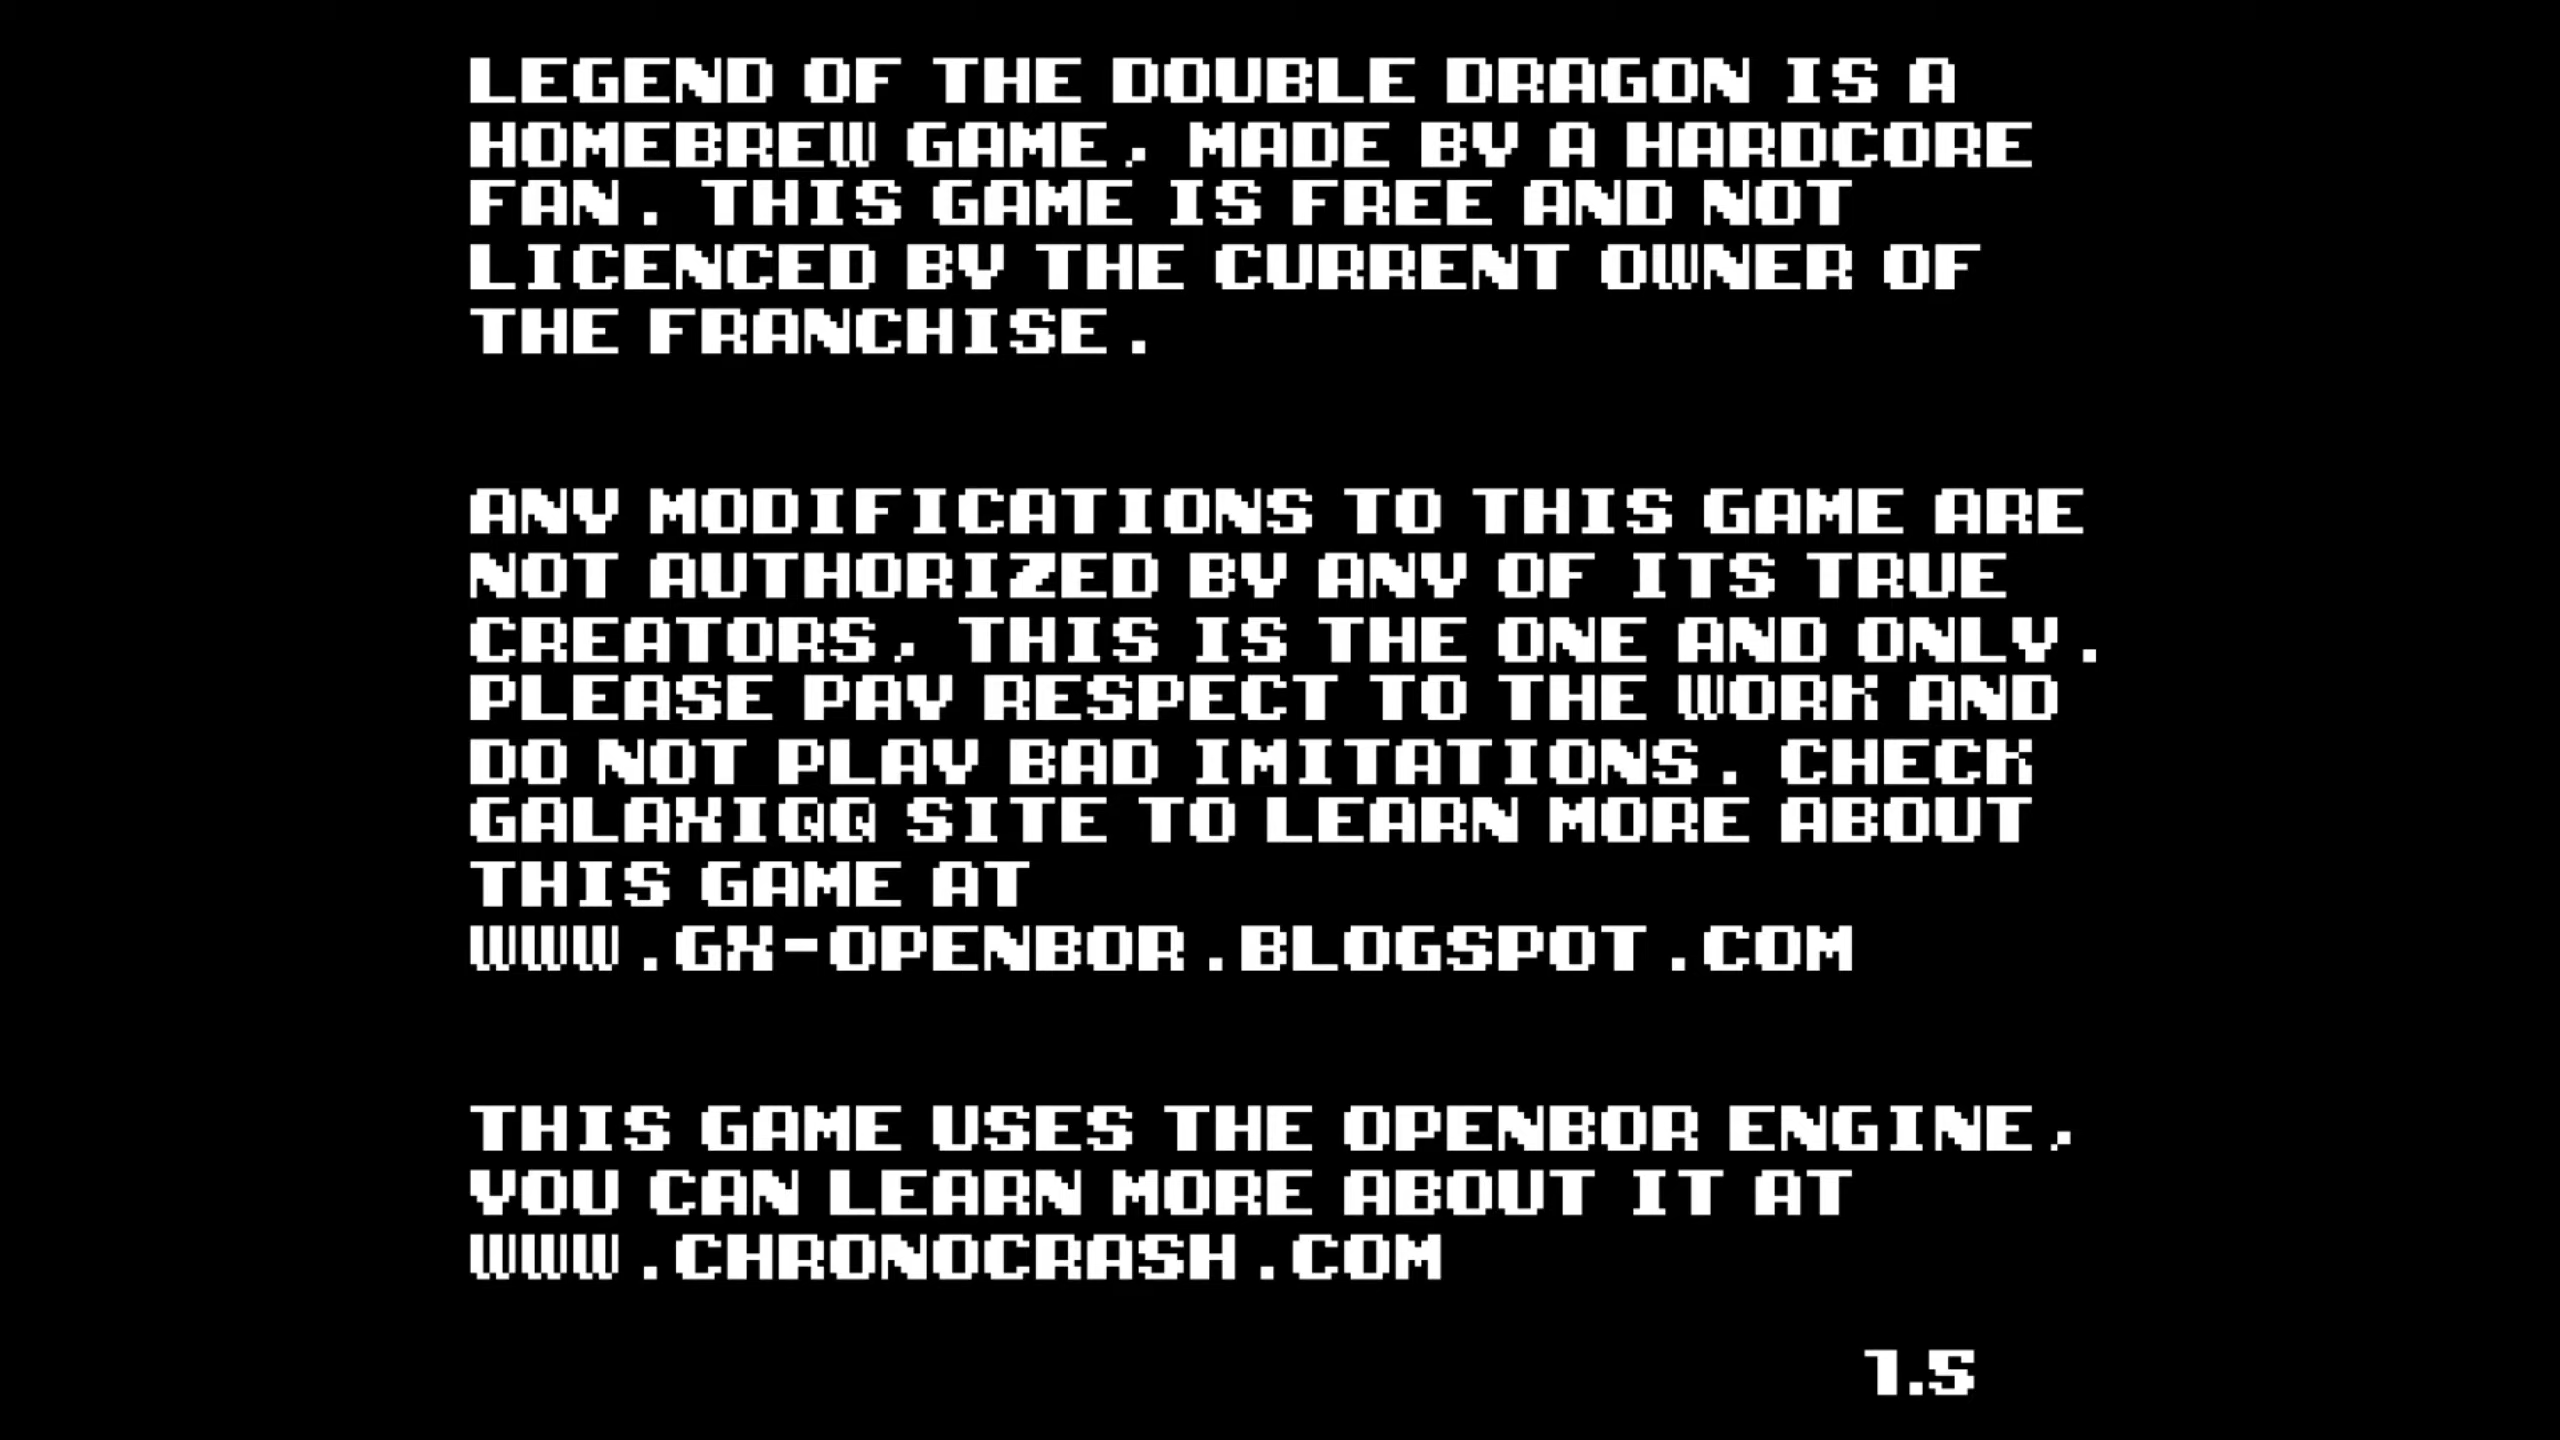 LEGEND OF THE DOUBLE DRAGON IS A
HOMEBREW GAME, MADE BY A HARDCORE
FAN. THIS GAME IS FREE AND NOT
LICENCED BY THE CURRENT OWNER OF
THE FRANCHISE.
ANY MODIFICATIONS TO THIS GAME ARE
NOT AUTHORIZED BY ANY OF ITS TRUE
CREATORS, THIS IS THE ONE AND ONLY.
PLEASE PAY RESPECT TO THE WORK AND
DO NOT PLAY BAD IMITATIONS. CHECK
GALAXIQQ SITE TO LEARN MORE ABOUT
THIS GAME AT
WWW.GX-OPENBOR.BLOGSPOT.COM
THIS GAME USES THE OPENBOR ENGINE,
YOU CAN LEARN MORE ABOUT IT AT
WWW.CHRONOCRASH.COM
1.5